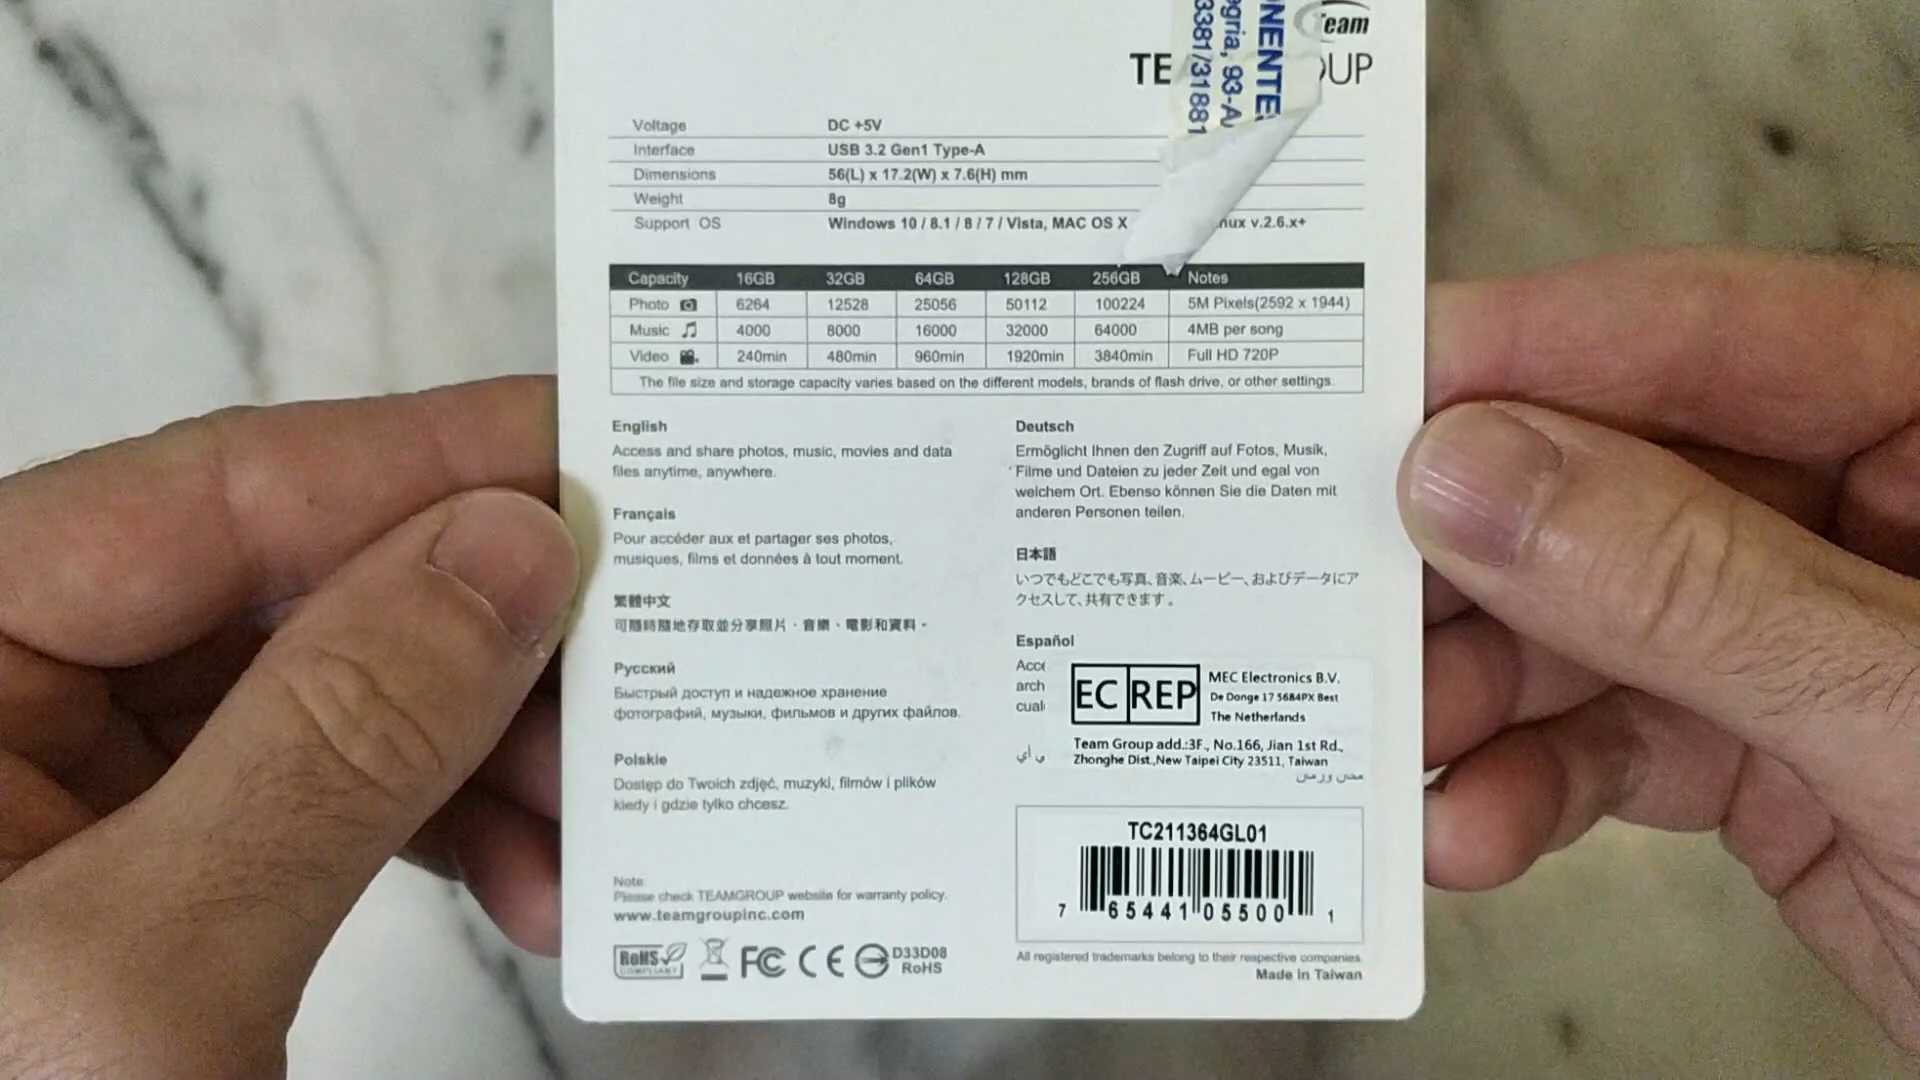 Team
TE UP
NENTE
gria, 93-A
3381/31881
Voltage DC +5V
Interface USB 3.2 Gen1 Type-A
Dimensions 56(L) x 17.2(W) x 7.6(H) mm
Weight 8g
Support OS Windows 10 / 8.1 / 8 / 7 / Vista, MAC OS X nux v.2.6.x+
Capacity 16GB 32GB 64GB 128GB 256GB Notes
Photo 6264 12528 25056 50112 100224 5M Pixels(2592 x 1944)
Music 4000 8000 16000 32000 64000 4MB per song
Video 240min 480min 960min 1920min 3840min Full HD 720P
The file size and storage capacity varies based on the different models, brands of flash drive, or other settings.
English
Access and share photos, music, movies and data
files anytime, anywhere.
Français
Pour accéder aux et partager ses photos,
musiques, films et données à tout moment.
繁體中文
可隨時隨地存取並分享照片、音樂、電影和資料。
Русский
Быстрый доступ и надежное хранение
фотографий, музыки, фильмов и других файлов.
Polskie
Dostęp do Twoich zdjęć, muzyki, filmów i plików
kiedy i gdzie tylko chcesz.
Deutsch
Ermöglicht Ihnen den Zugriff auf Fotos, Musik,
Filme und Dateien zu jeder Zeit und egal von
welchem Ort. Ebenso können Sie die Daten mit
anderen Personen teilen.
日本語
いつでもどこでも写真、音楽、ムービー、およびデータにア
クセスして、共有できます。
Español
Acc
arch
cual
EC REP
MEC Electronics B.V.
De Donge 17 5684PX Best
The Netherlands
Team Group add.:3F., No.166, Jian 1st Rd.,
Zhonghe Dist.,New Taipei City 23511, Taiwan
TC211364GL01
7 65441 05500 1
Note:
Please check TEAMGROUP website for warranty policy.
www.teamgroupinc.com
RoHS
COMPLIANT
FC CE D33D08
RoHS
All registered trademarks belong to their respective companies.
Made in Taiwan